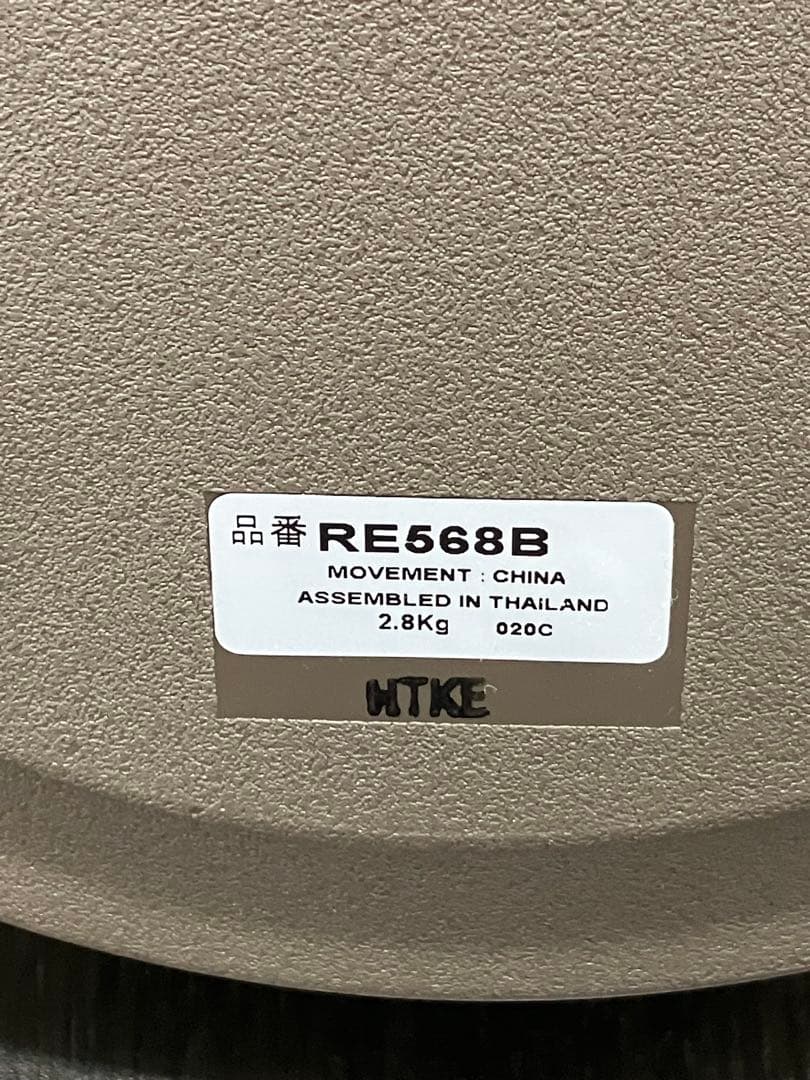 品番 RE568B
MOVEMENT : CHINA
ASSEMBLED IN THAILAND
2.8Kg 020C
HTKE